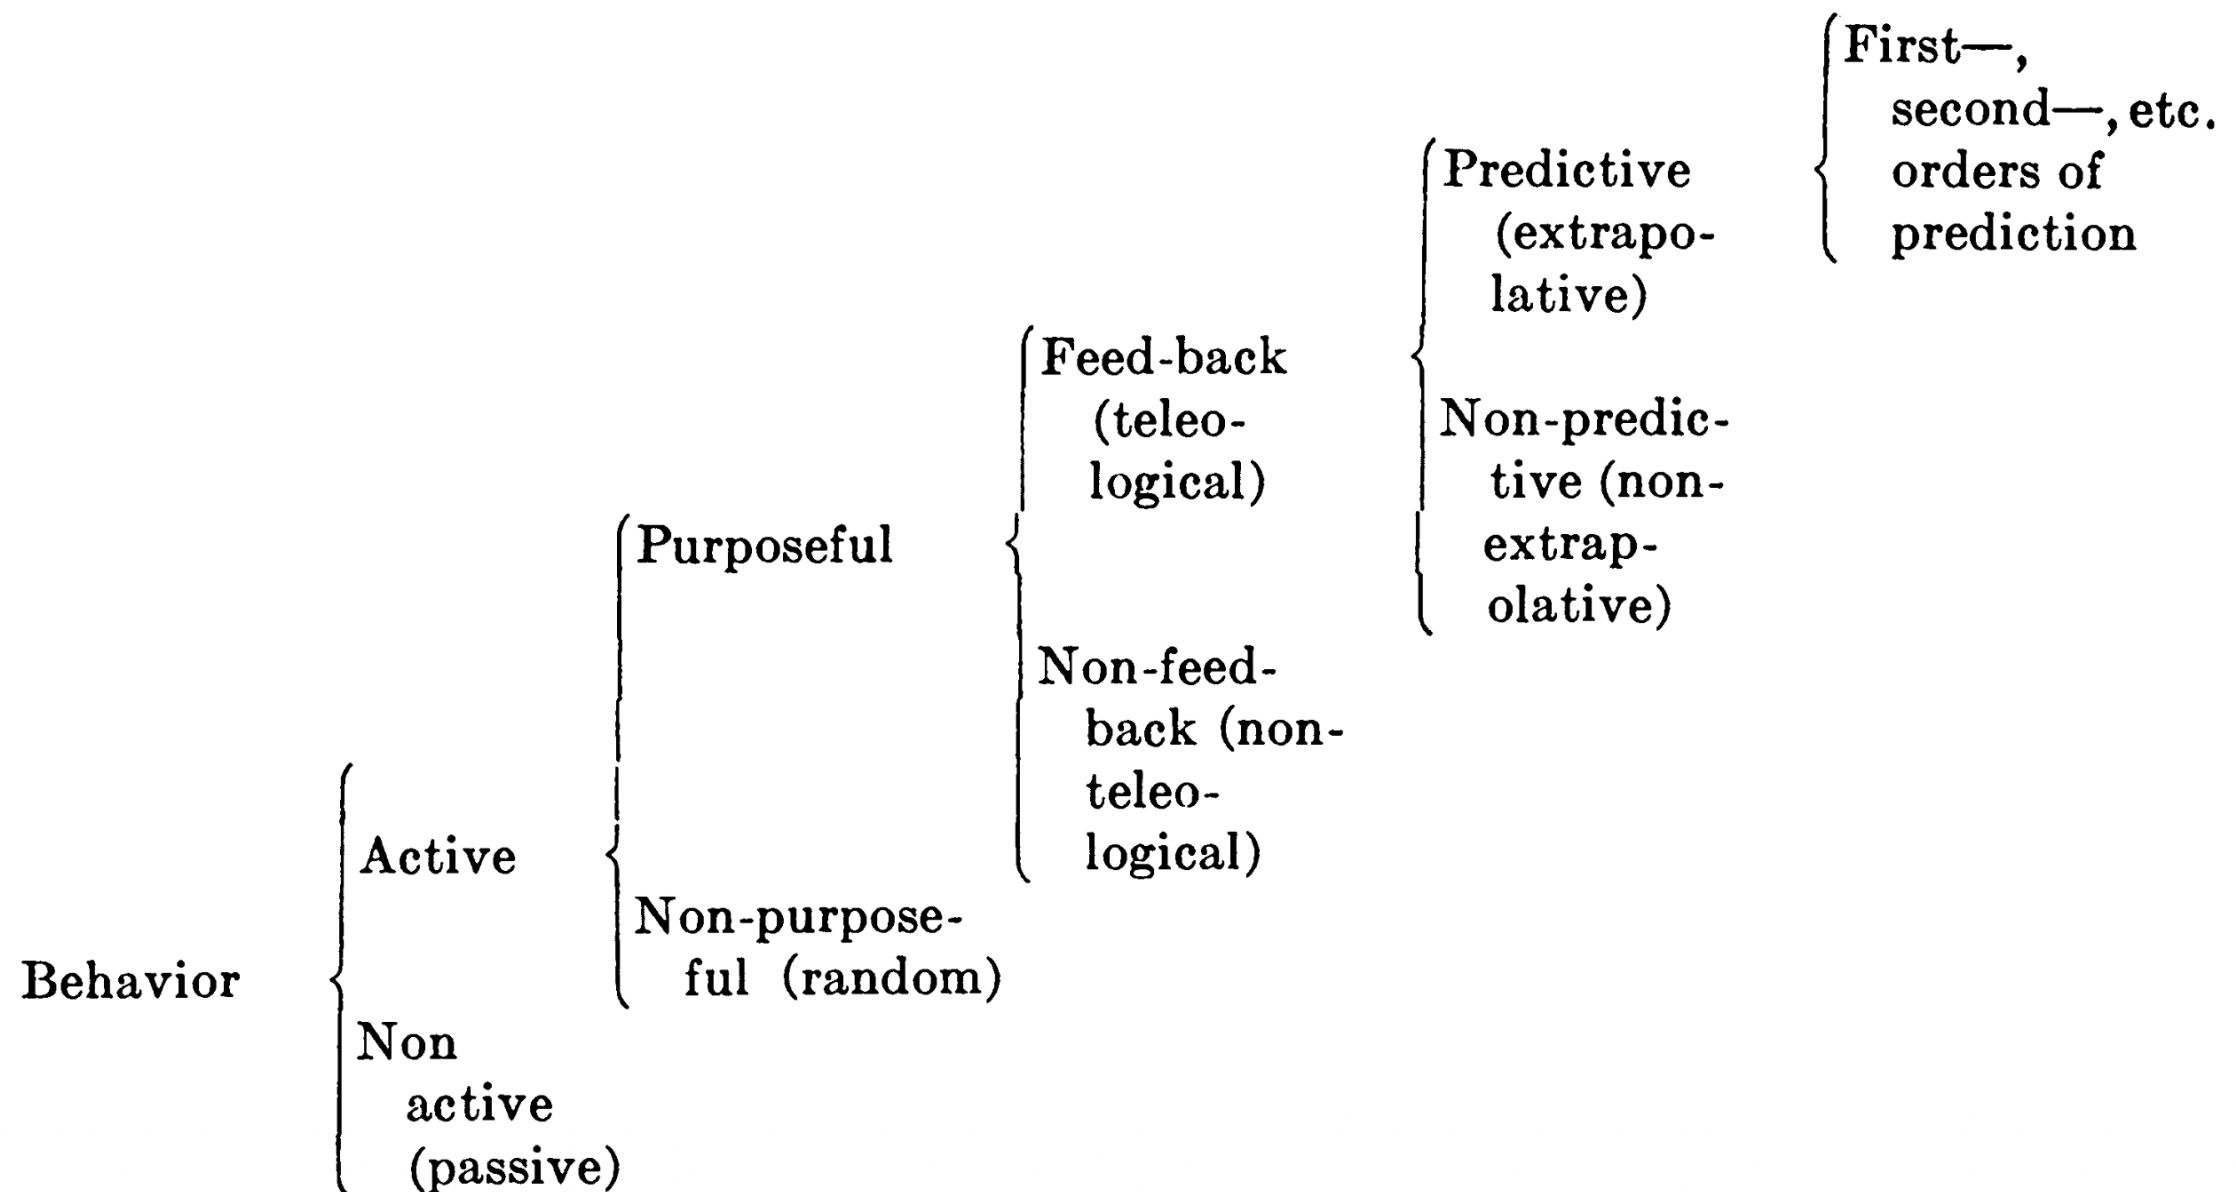 First—,
second—, etc.
orders of
prediction
Predictive
(extrapo-
lative)
Non-predic-
tive (non-
extrap-
olative)
Feed-back
(teleo-
logical)
Non-feed-
back (non-
teleo-
logical)
Purposeful
Non-purpose-
ful (random)
Active
Non
active
(passive)
Behavior